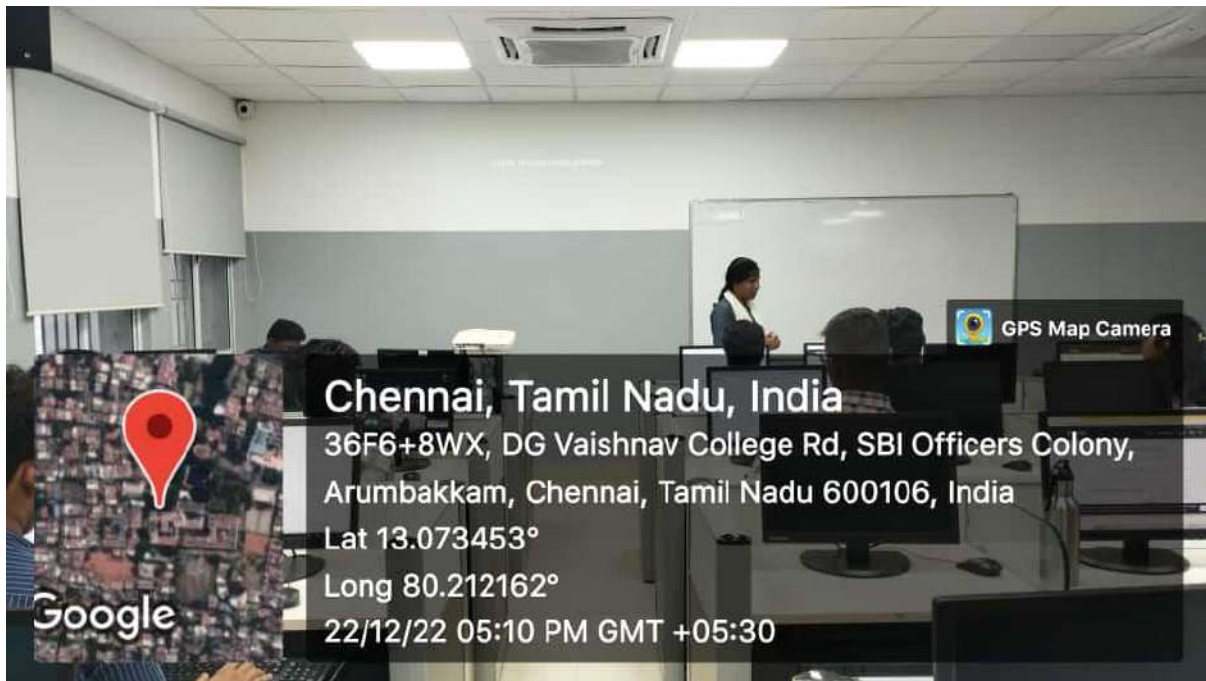 GPS Map Camera
Chennai, Tamil Nadu, India
36F6+8WX, DG Vaishnav College Rd, SBI Officers Colony,
Arumbakkam, Chennai, Tamil Nadu 600106, India
Lat 13.073453°
Long 80.212162°
22/12/22 05:10 PM GMT +05:30
Google